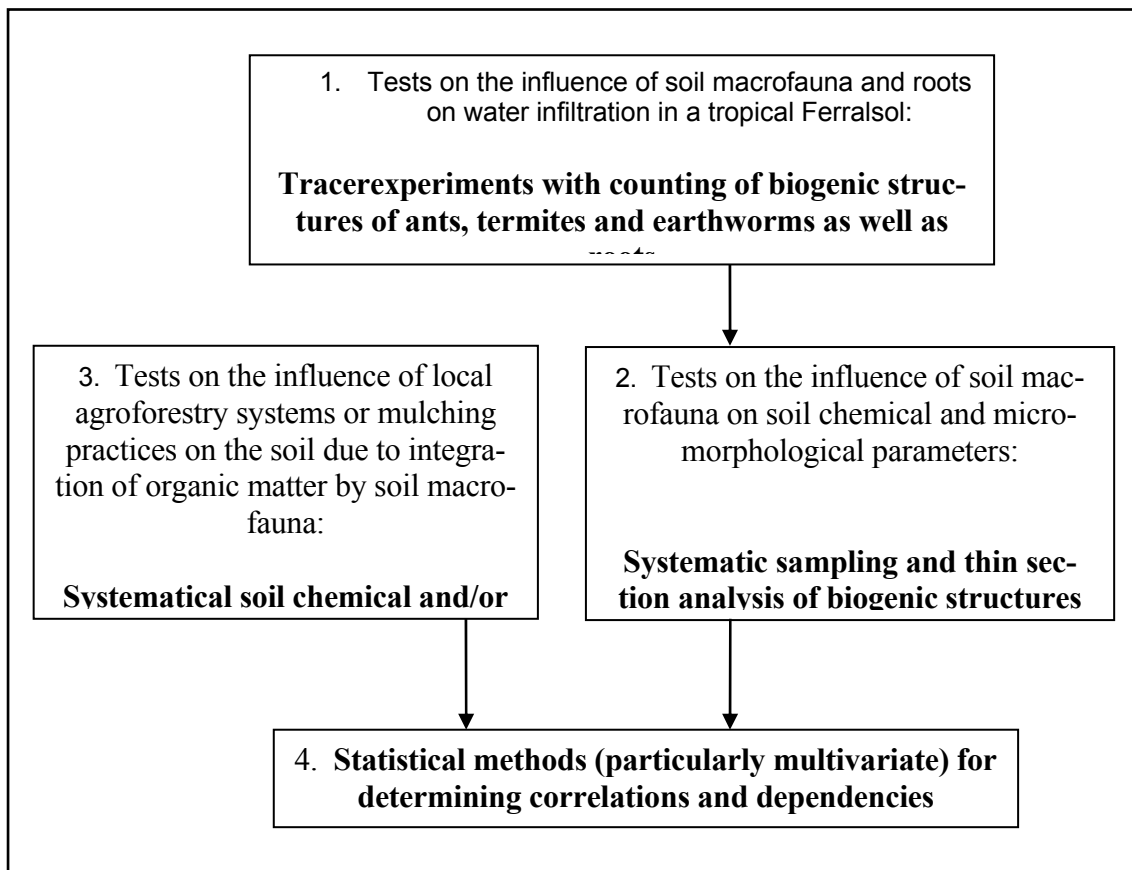 1. Tests on the influence of soil macrofauna and roots
on water infiltration in a tropical Ferralsol:
Tracerexperiments with counting of biogenic struc-
tures of ants, termites and earthworms as well as
roots
3. Tests on the influence of local
agroforestry systems or mulching
practices on the soil due to integra-
tion of organic matter by soil macro-
fauna:
Systematical soil chemical and/or
2. Tests on the influence of soil mac-
rofauna on soil chemical and micro-
morphological parameters:
Systematic sampling and thin sec-
tion analysis of biogenic structures
4. Statistical methods (particularly multivariate) for
determining correlations and dependencies